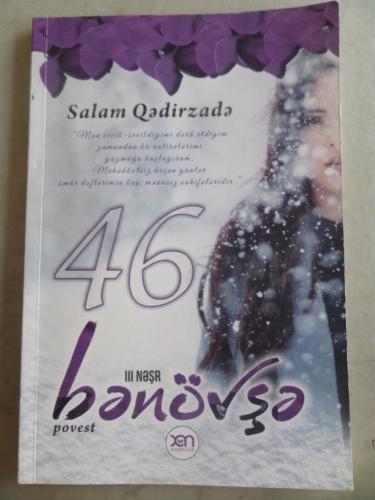 Salam Qədirzadə
"Mən sevib-sevildiyimi dərk etdiyim
zamandan bu xatirələrimi
yazmağa başlayıram.
Məhəbbətsiz keçən günlər
ömür dəftərimin boş, mənasız səhifələridir."
46
III NƏŞR
bənövşə
povest
xan